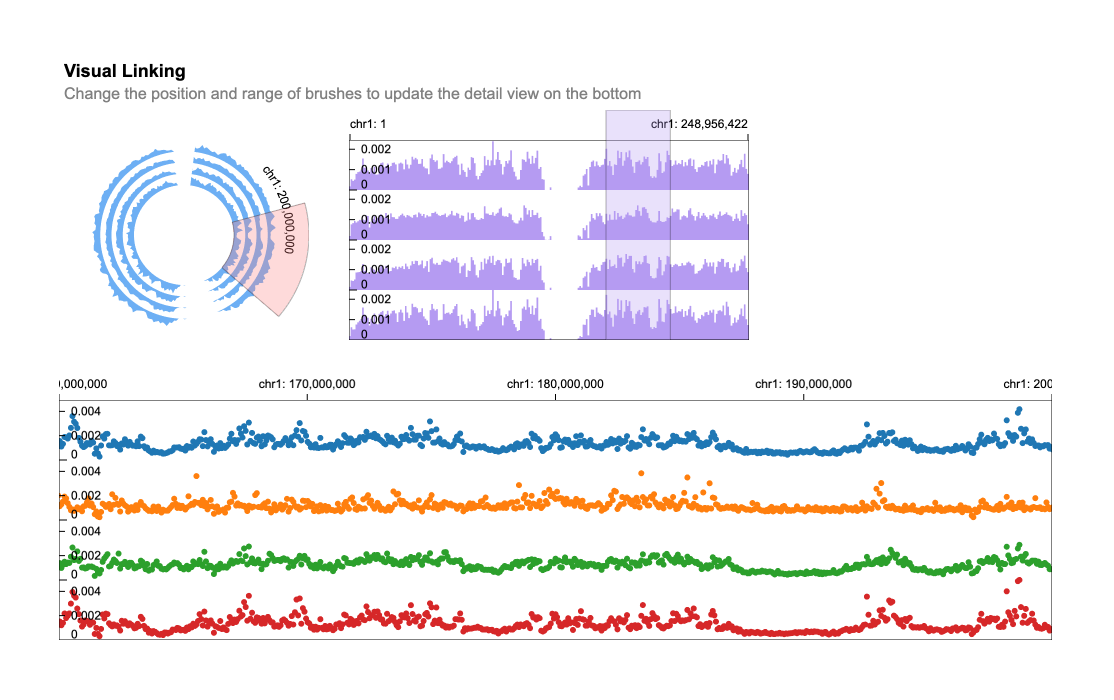 Visual Linking
Change the position and range of brushes to update the detail view on the bottom
chr1: 1
chr1: 248,956,422
chr1: 200,000,000
0.002
0.001
0
0.002
0.001
0
0.002
0.001
0
0.002
0.001
0
0,000,000
chr1: 170,000,000
chr1: 180,000,000
chr1: 190,000,000
chr1: 200
0.004
0.002
0
0.004
0.002
0
0.004
0.002
0
0.004
0.002
0